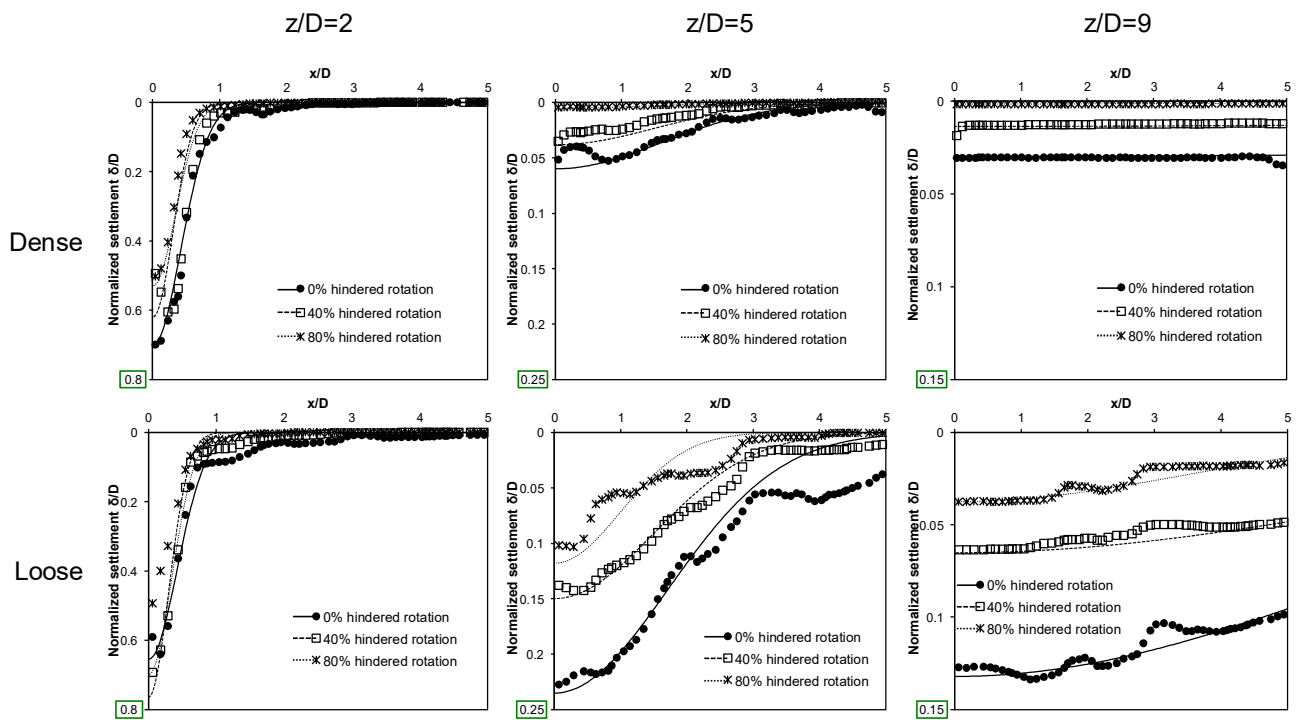 z/D=2
z/D=5
z/D=9
Dense
x/D
0 1 2 3 4 5
Normalized settlement δ/D
0
0.2
0.4
0.6
0.8
0% hindered rotation
40% hindered rotation
80% hindered rotation
x/D
0 1 2 3 4 5
Normalized settlement δ/D
0
0.05
0.1
0.15
0.2
0.25
0% hindered rotation
40% hindered rotation
80% hindered rotation
x/D
0 1 2 3 4 5
Normalized settlement δ/D
0
0.05
0.1
0.15
0% hindered rotation
40% hindered rotation
80% hindered rotation
Loose
x/D
0 1 2 3 4 5
Normalized settlement δ/D
0
0.2
0.4
0.6
0.8
0% hindered rotation
40% hindered rotation
80% hindered rotation
x/D
0 1 2 3 4 5
Normalized settlement δ/D
0
0.05
0.1
0.15
0.2
0.25
0% hindered rotation
40% hindered rotation
80% hindered rotation
x/D
0 1 2 3 4 5
Normalized settlement δ/D
0
0.05
0.1
0.15
0% hindered rotation
40% hindered rotation
80% hindered rotation